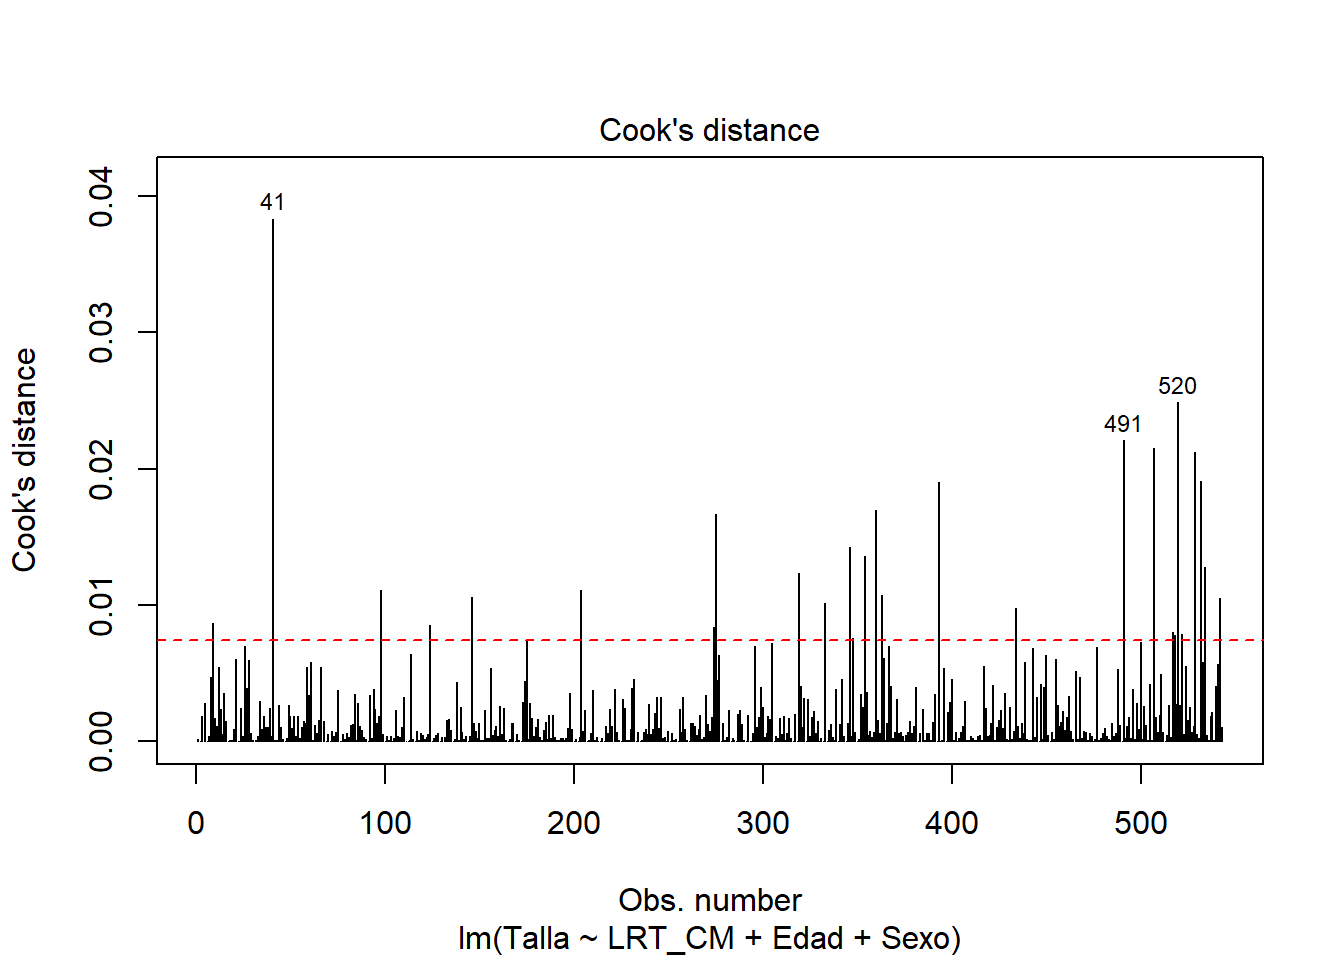 Cook's distance
41
520
491
Cook's distance
0.04
0.03
0.02
0.01
0.00
0 100 200 300 400 500
Obs. number
lm(Talla ~ LRT_CM + Edad + Sexo)